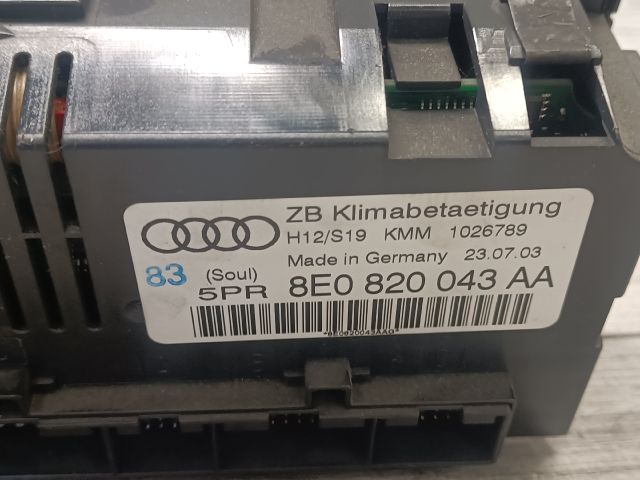 ZB Klimabetaetigung
H12/S19 KMM 1026789
Made in Germany 23.07.03
83 (Soul)
5PR 8E0 820 043 AA
*8E0820043AAG*